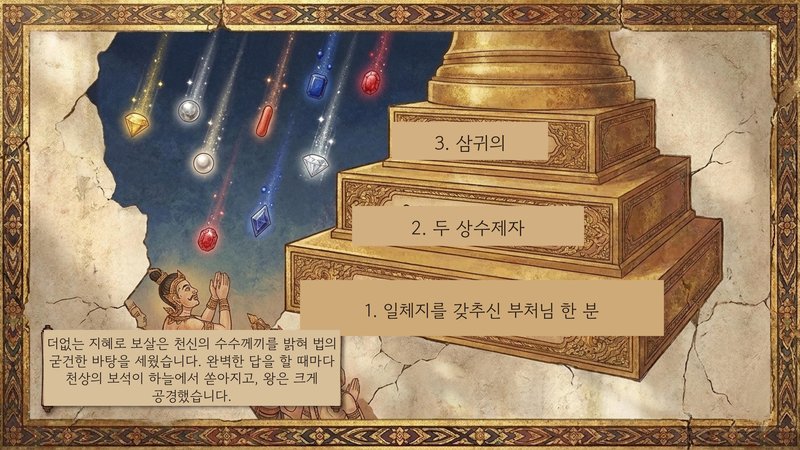 3. 삼귀의
2. 두 상수제자
1. 일체지를 갖추신 부처님 한 분
더없는 지혜로 보살은 천신의 수수께끼를 밝혀 법의
굳건한 바탕을 세웠습니다. 완벽한 답을 할 때마다
천상의 보석이 하늘에서 쏟아지고, 왕은 크게
공경했습니다.